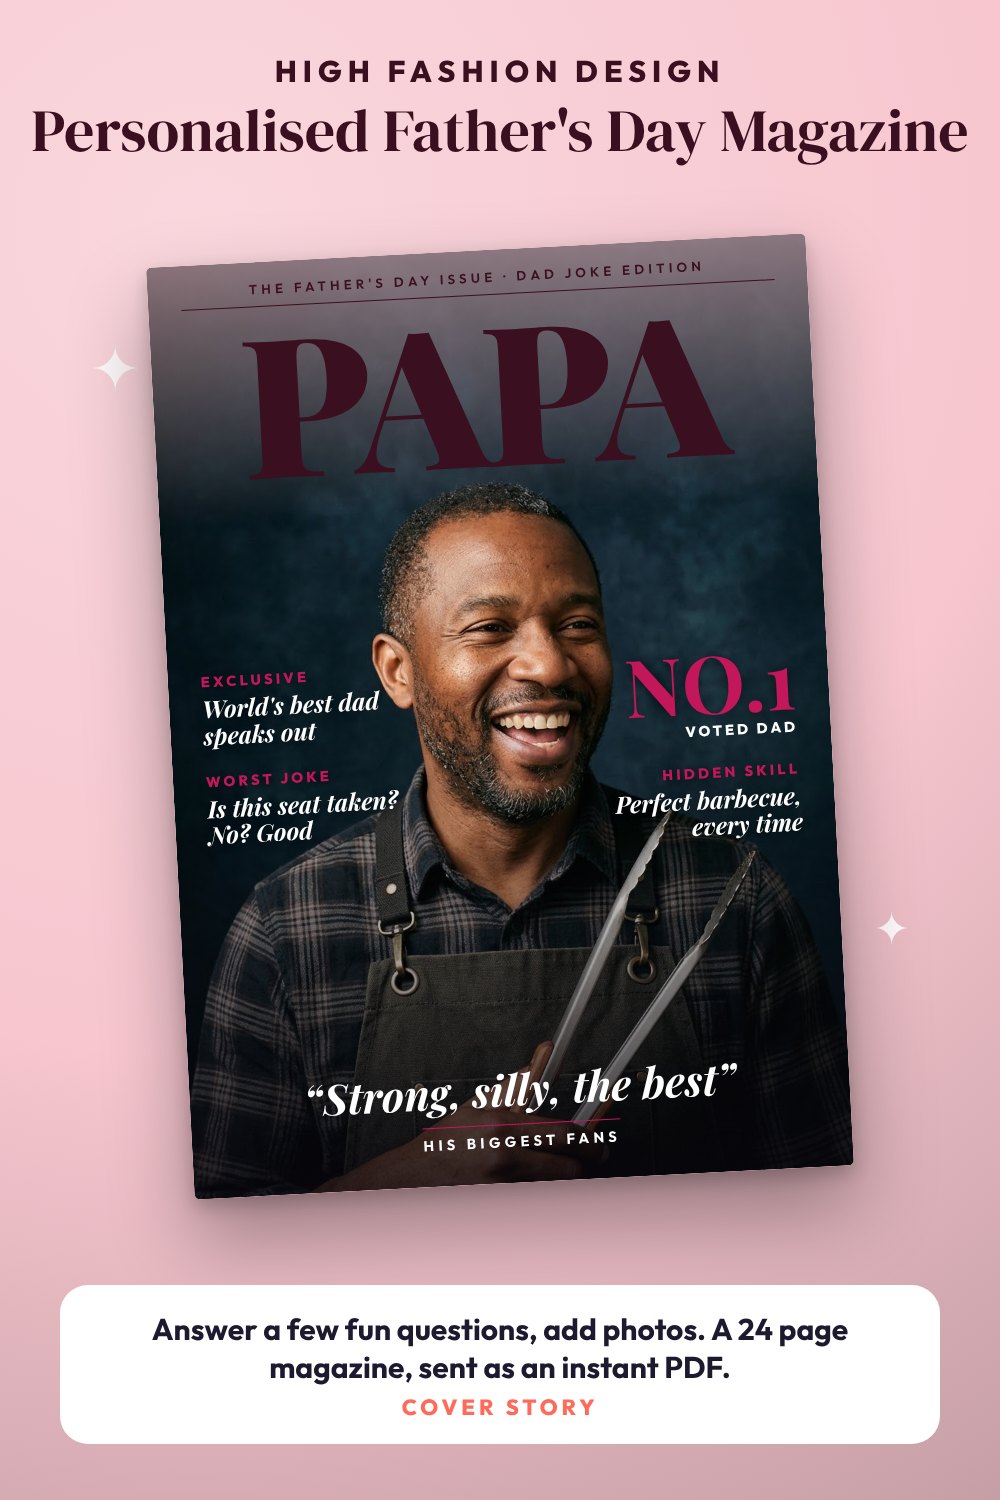 HIGH FASHION DESIGN
Personalised Father's Day Magazine
THE FATHER'S DAY ISSUE · DAD JOKE EDITION
PAPA
EXCLUSIVE
World's best dad
speaks out
WORST JOKE
Is this seat taken?
No? Good
NO.1
VOTED DAD
HIDDEN SKILL
Perfect barbecue,
every time
“Strong, silly, the best”
HIS BIGGEST FANS
Answer a few fun questions, add photos. A 24 page
magazine, sent as an instant PDF.
COVER STORY